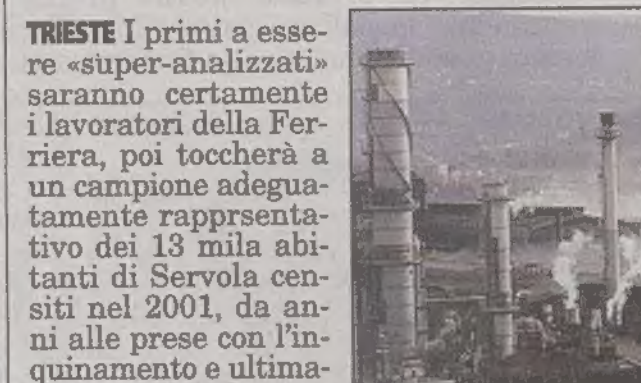 TRIESTE I primi a esse-
re «super-analizzati»
saranno certamente
i lavoratori della Fer-
riera, poi toccherà a
un campione adegua-
tamente rapprsenta-
tivo dei 13 mila abi-
tanti di Servola cen-
siti nel 2001, da an-
ni alle prese con l'in-
quinamento e ultima-